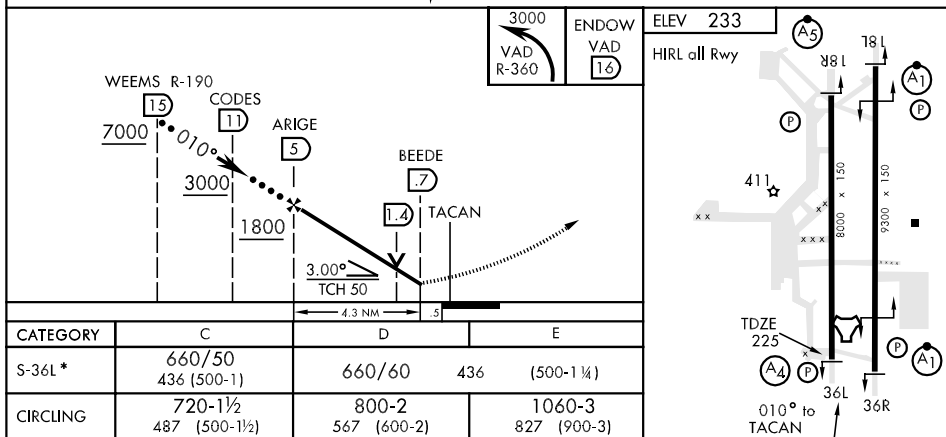 3000
VAD
R-360
ENDOW
VAD
16
WEEMS R-190
15
7000
010°
CODES
11
3000
ARIGE
5
1800
BEEDE
.7
1.4
TACAN
3.00°
TCH 50
4.3 NM
.5
CATEGORY C D E
S-36L * 660/50 660/60 436 (500-1 ¼)
436 (500-1)
CIRCLING 720-1½ 800-2 1060-3
487 (500-1½) 567 (600-2) 827 (900-3)
ELEV 233
HIRL all Rwy
A5
18L
18R
A1
P
P
411
x x
8000 x 150
9300 x 150
x x x
x x x x
TDZE
225
x
A4
P
P
A1
36L
36R
010° to
TACAN